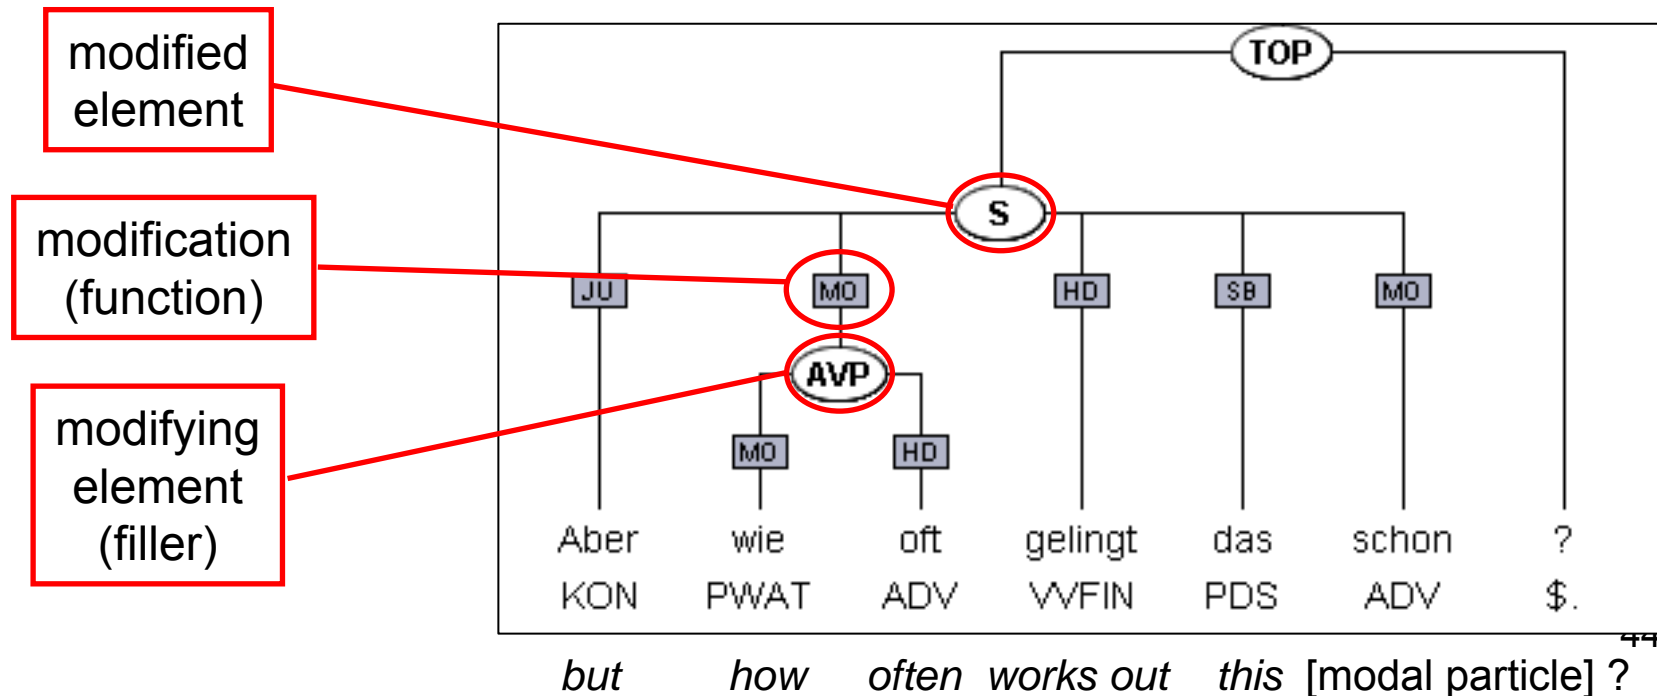 modified
element
modification
(function)
modifying
element
(filler)
TOP
S
JU MO HD SB MO
AVP
MO HD
Aber wie oft gelingt das schon ?
KON PWAT ADV VVFIN PDS ADV $.
44
but how often works out this [modal particle] ?